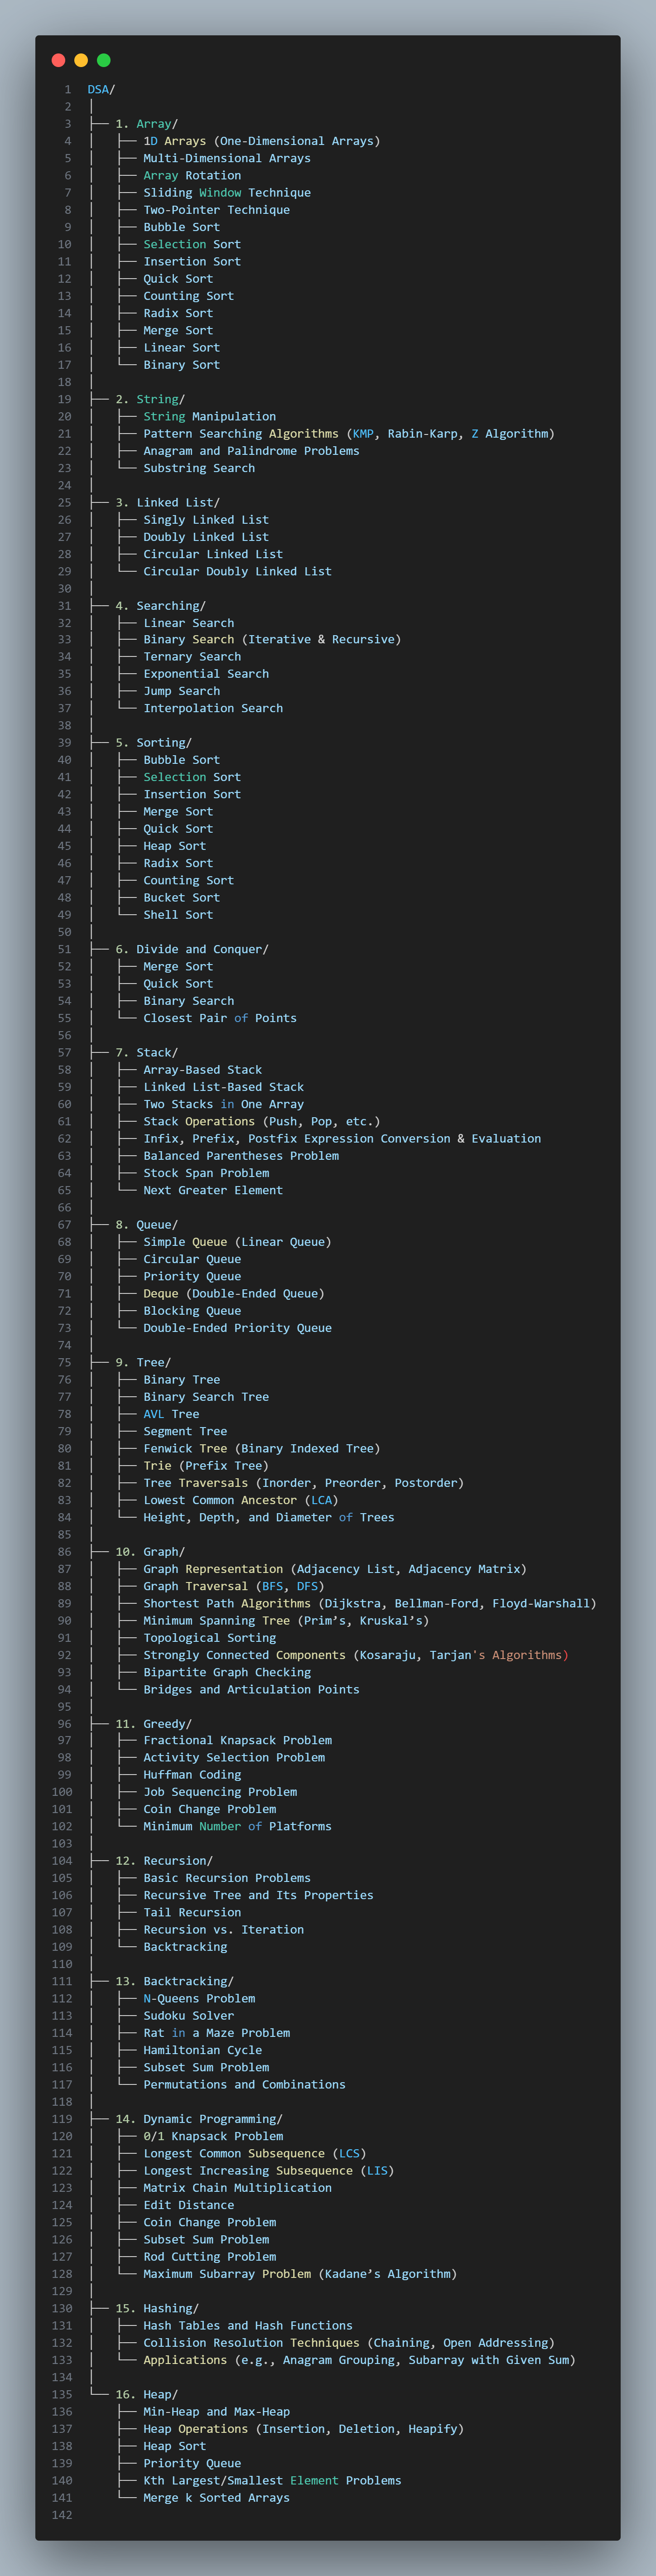 1 DSA/
2 │
3 ├── 1. Array/
4 │   ├── 1D Arrays (One-Dimensional Arrays)
5 │   ├── Multi-Dimensional Arrays
6 │   ├── Array Rotation
7 │   ├── Sliding Window Technique
8 │   ├── Two-Pointer Technique
9 │   ├── Bubble Sort
10 │   ├── Selection Sort
11 │   ├── Insertion Sort
12 │   ├── Quick Sort
13 │   ├── Counting Sort
14 │   ├── Radix Sort
15 │   ├── Merge Sort
16 │   ├── Linear Sort
17 │   └── Binary Sort
18 │
19 ├── 2. String/
20 │   ├── String Manipulation
21 │   ├── Pattern Searching Algorithms (KMP, Rabin-Karp, Z Algorithm)
22 │   ├── Anagram and Palindrome Problems
23 │   └── Substring Search
24 │
25 ├── 3. Linked List/
26 │   ├── Singly Linked List
27 │   ├── Doubly Linked List
28 │   ├── Circular Linked List
29 │   └── Circular Doubly Linked List
30 │
31 ├── 4. Searching/
32 │   ├── Linear Search
33 │   ├── Binary Search (Iterative & Recursive)
34 │   ├── Ternary Search
35 │   ├── Exponential Search
36 │   ├── Jump Search
37 │   └── Interpolation Search
38 │
39 ├── 5. Sorting/
40 │   ├── Bubble Sort
41 │   ├── Selection Sort
42 │   ├── Insertion Sort
43 │   ├── Merge Sort
44 │   ├── Quick Sort
45 │   ├── Heap Sort
46 │   ├── Radix Sort
47 │   ├── Counting Sort
48 │   ├── Bucket Sort
49 │   └── Shell Sort
50 │
51 ├── 6. Divide and Conquer/
52 │   ├── Merge Sort
53 │   ├── Quick Sort
54 │   ├── Binary Search
55 │   └── Closest Pair of Points
56 │
57 ├── 7. Stack/
58 │   ├── Array-Based Stack
59 │   ├── Linked List-Based Stack
60 │   ├── Two Stacks in One Array
61 │   ├── Stack Operations (Push, Pop, etc.)
62 │   ├── Infix, Prefix, Postfix Expression Conversion & Evaluation
63 │   ├── Balanced Parentheses Problem
64 │   ├── Stock Span Problem
65 │   └── Next Greater Element
66 │
67 ├── 8. Queue/
68 │   ├── Simple Queue (Linear Queue)
69 │   ├── Circular Queue
70 │   ├── Priority Queue
71 │   ├── Deque (Double-Ended Queue)
72 │   ├── Blocking Queue
73 │   └── Double-Ended Priority Queue
74 │
75 ├── 9. Tree/
76 │   ├── Binary Tree
77 │   ├── Binary Search Tree
78 │   ├── AVL Tree
79 │   ├── Segment Tree
80 │   ├── Fenwick Tree (Binary Indexed Tree)
81 │   ├── Trie (Prefix Tree)
82 │   ├── Tree Traversals (Inorder, Preorder, Postorder)
83 │   ├── Lowest Common Ancestor (LCA)
84 │   └── Height, Depth, and Diameter of Trees
85 │
86 ├── 10. Graph/
87 │   ├── Graph Representation (Adjacency List, Adjacency Matrix)
88 │   ├── Graph Traversal (BFS, DFS)
89 │   ├── Shortest Path Algorithms (Dijkstra, Bellman-Ford, Floyd-Warshall)
90 │   ├── Minimum Spanning Tree (Prim’s, Kruskal’s)
91 │   ├── Topological Sorting
92 │   ├── Strongly Connected Components (Kosaraju, Tarjan's Algorithms)
93 │   ├── Bipartite Graph Checking
94 │   └── Bridges and Articulation Points
95 │
96 ├── 11. Greedy/
97 │   ├── Fractional Knapsack Problem
98 │   ├── Activity Selection Problem
99 │   ├── Huffman Coding
100 │   ├── Job Sequencing Problem
101 │   ├── Coin Change Problem
102 │   └── Minimum Number of Platforms
103 │
104 ├── 12. Recursion/
105 │   ├── Basic Recursion Problems
106 │   ├── Recursive Tree and Its Properties
107 │   ├── Tail Recursion
108 │   ├── Recursion vs. Iteration
109 │   └── Backtracking
110 │
111 ├── 13. Backtracking/
112 │   ├── N-Queens Problem
113 │   ├── Sudoku Solver
114 │   ├── Rat in a Maze Problem
115 │   ├── Hamiltonian Cycle
116 │   ├── Subset Sum Problem
117 │   └── Permutations and Combinations
118 │
119 ├── 14. Dynamic Programming/
120 │   ├── 0/1 Knapsack Problem
121 │   ├── Longest Common Subsequence (LCS)
122 │   ├── Longest Increasing Subsequence (LIS)
123 │   ├── Matrix Chain Multiplication
124 │   ├── Edit Distance
125 │   ├── Coin Change Problem
126 │   ├── Subset Sum Problem
127 │   ├── Rod Cutting Problem
128 │   └── Maximum Subarray Problem (Kadane’s Algorithm)
129 │
130 ├── 15. Hashing/
131 │   ├── Hash Tables and Hash Functions
132 │   ├── Collision Resolution Techniques (Chaining, Open Addressing)
133 │   └── Applications (e.g., Anagram Grouping, Subarray with Given Sum)
134 │
135 └── 16. Heap/
136     ├── Min-Heap and Max-Heap
137     ├── Heap Operations (Insertion, Deletion, Heapify)
138     ├── Heap Sort
139     ├── Priority Queue
140     ├── Kth Largest/Smallest Element Problems
141     └── Merge k Sorted Arrays
142